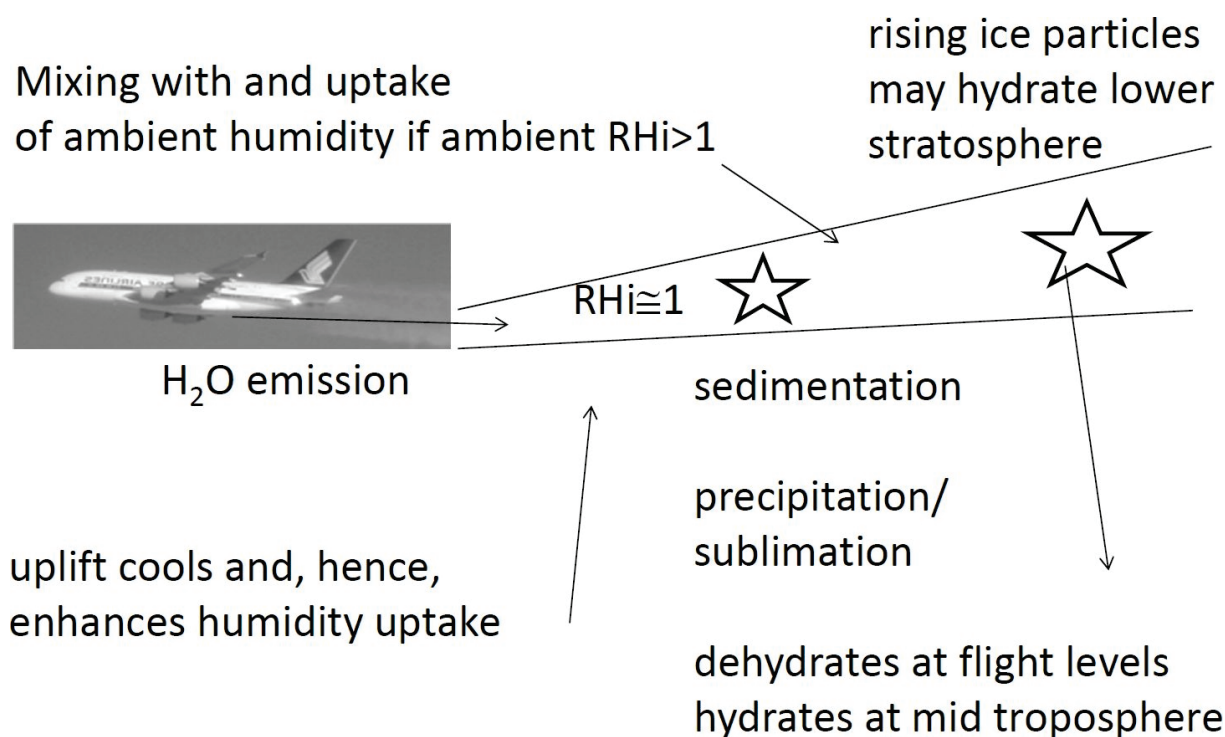 rising ice particles
may hydrate lower
stratosphere
Mixing with and uptake
of ambient humidity if ambient RHi>1
RHi≅1
H₂O emission
sedimentation
precipitation/
sublimation
uplift cools and, hence,
enhances humidity uptake
dehydrates at flight levels
hydrates at mid troposphere